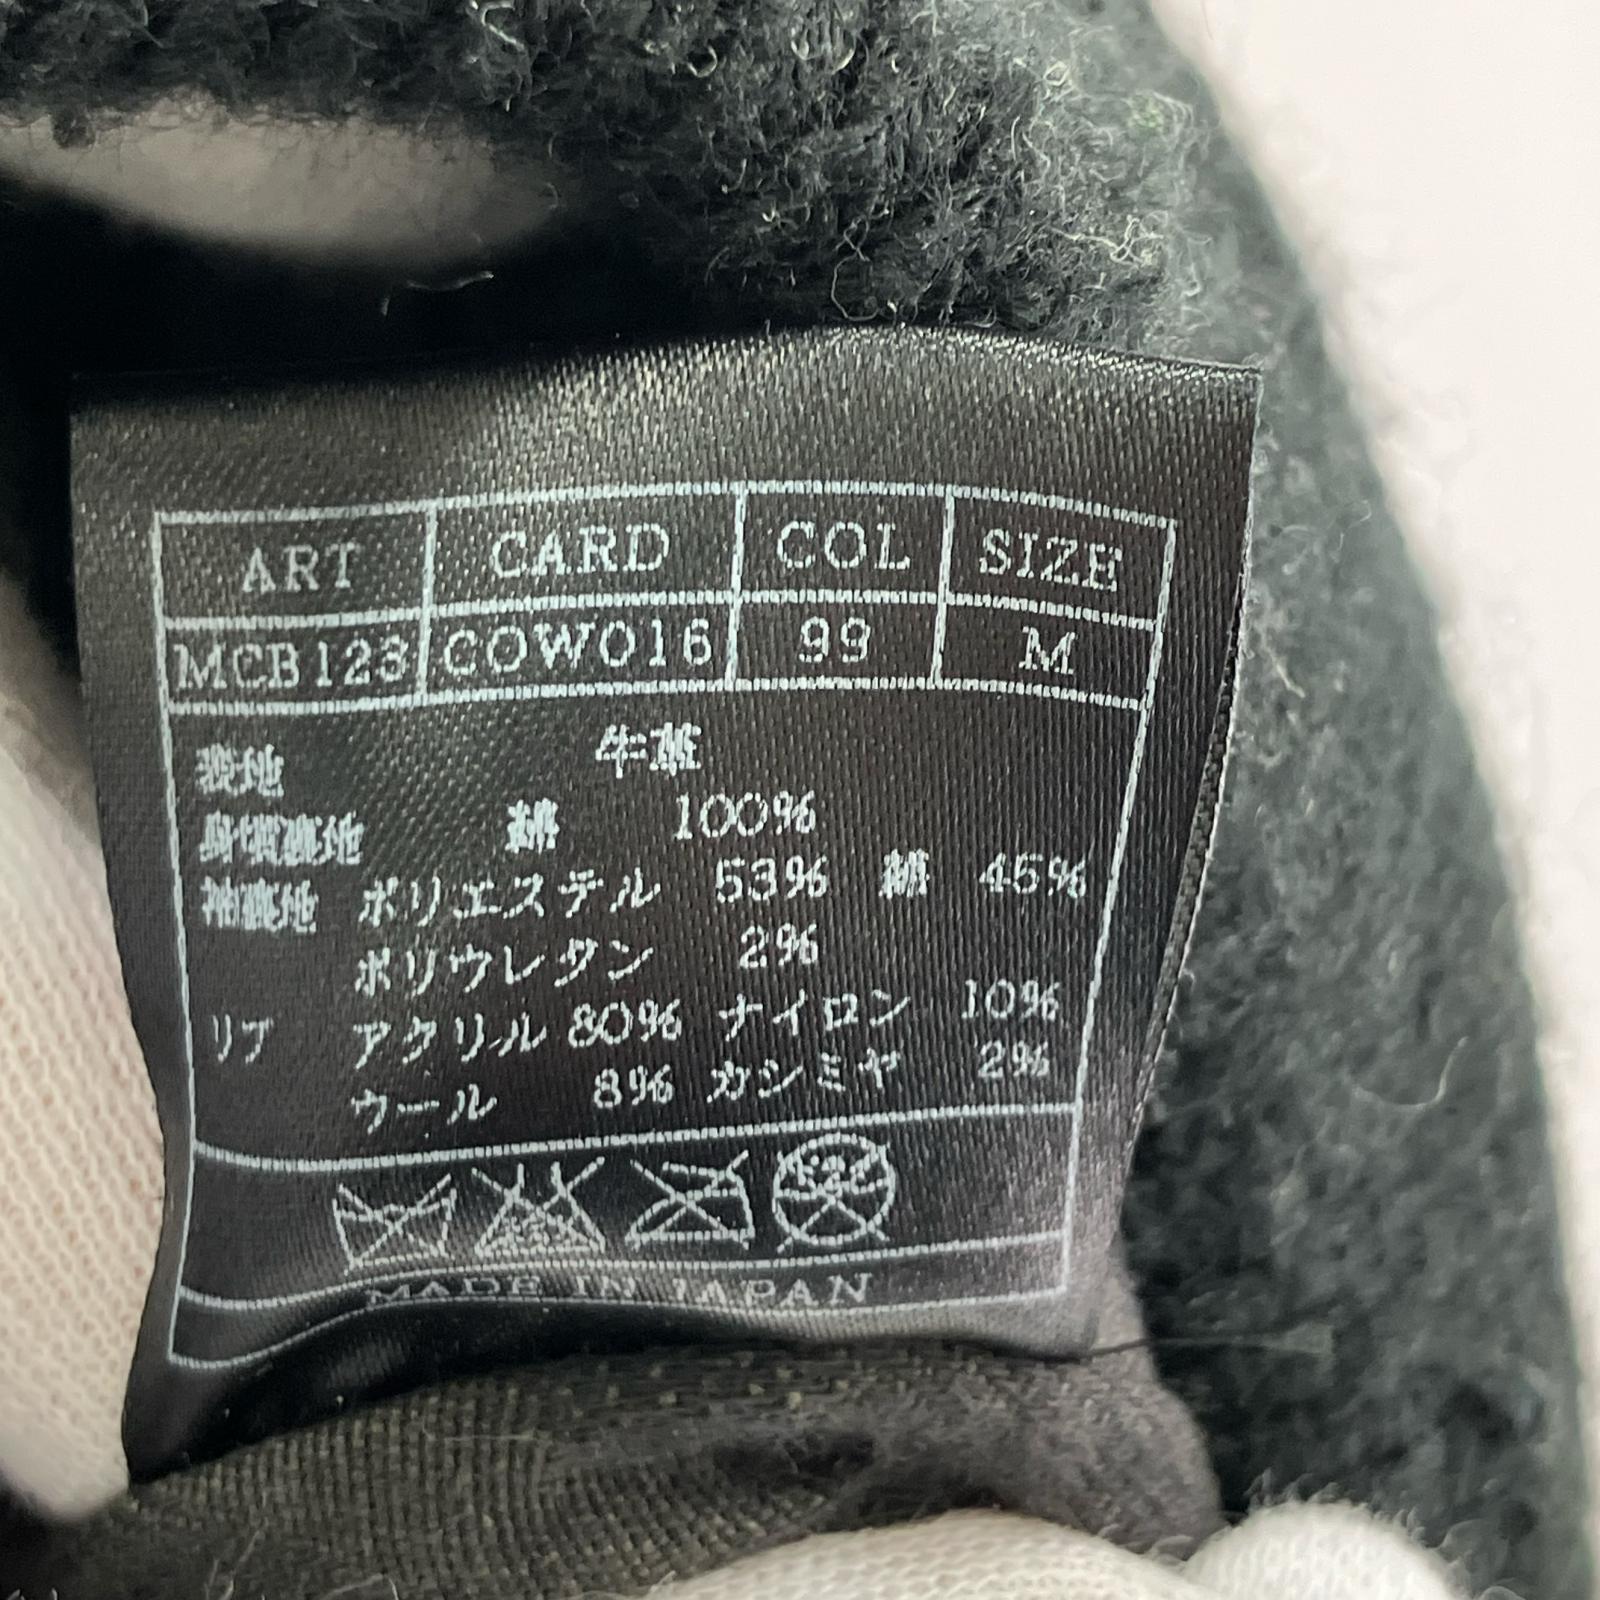 ART CARD COL SIZE
MCB123 COW016 99 M
表地 牛革
身頃裏地 綿 100%
袖裏地 ポリエステル 53% 綿 45%
ポリウレタン 2%
リブ アクリル 80% ナイロン 10%
ウール 8% カシミヤ 2%
MADE IN JAPAN